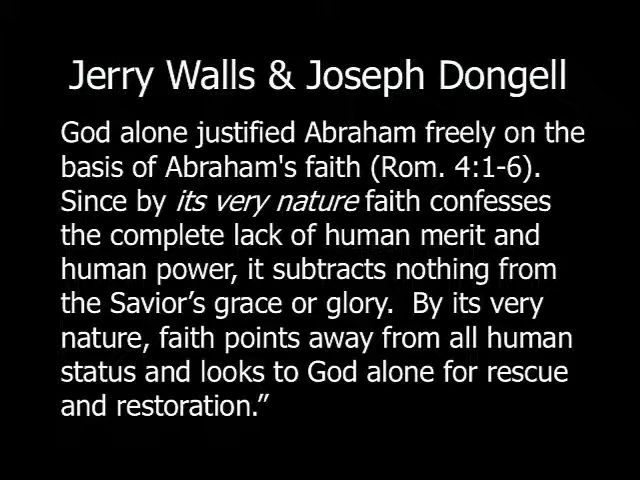 Jerry Walls & Joseph Dongell
God alone justified Abraham freely on the
basis of Abraham's faith (Rom. 4:1-6).
Since by its very nature faith confesses
the complete lack of human merit and
human power, it subtracts nothing from
the Savior’s grace or glory.  By its very
nature, faith points away from all human
status and looks to God alone for rescue
and restoration.”